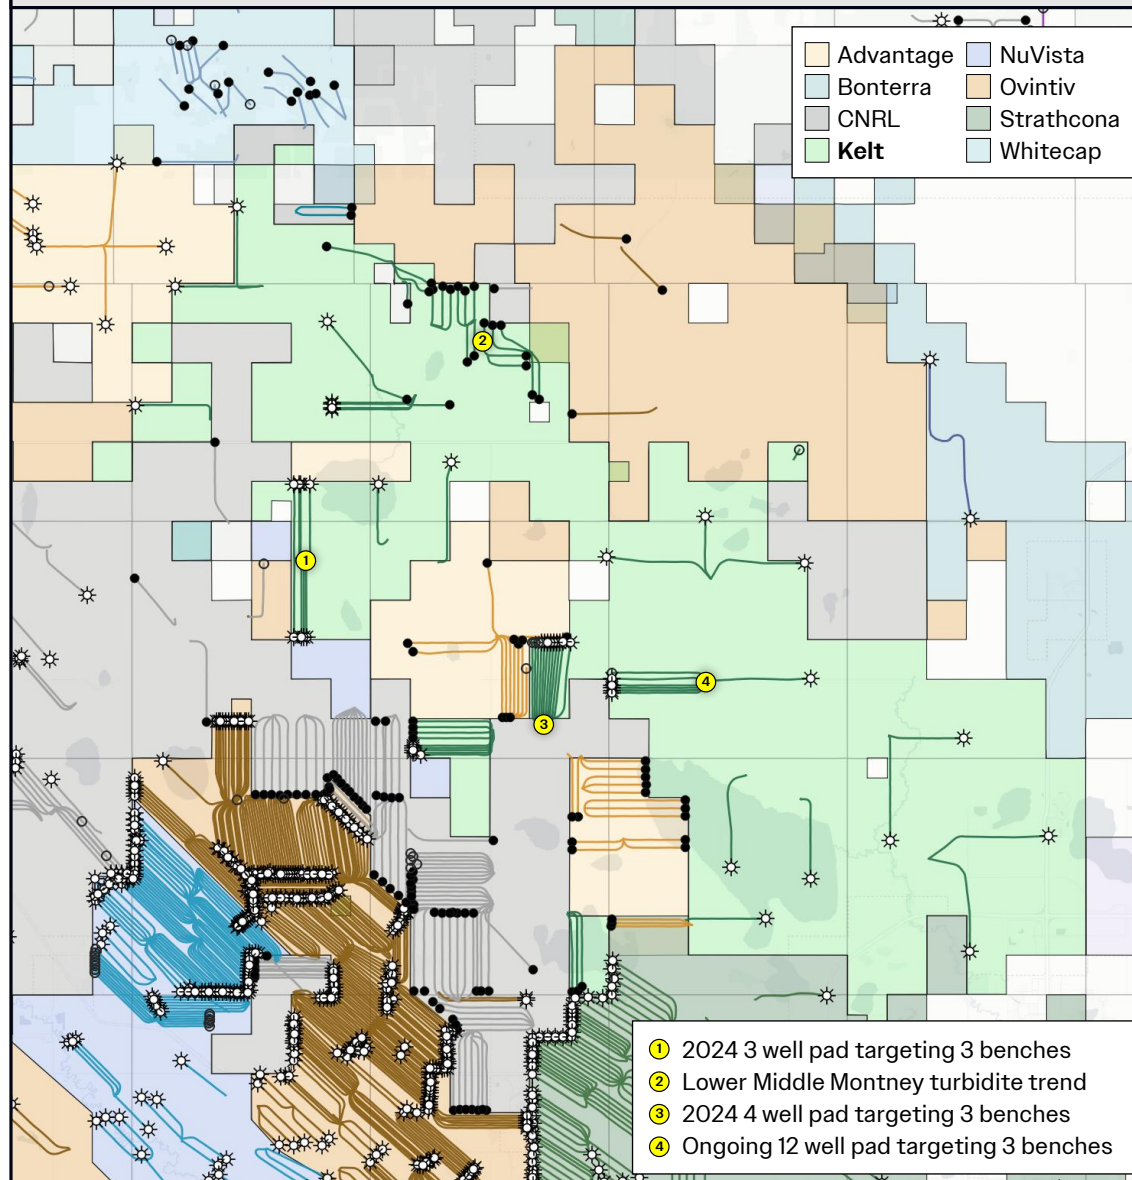 Advantage NuVista
Bonterra Ovintiv
CNRL Strathcona
Kelt Whitecap
2
1
4
3
1 2024 3 well pad targeting 3 benches
2 Lower Middle Montney turbidite trend
3 2024 4 well pad targeting 3 benches
4 Ongoing 12 well pad targeting 3 benches